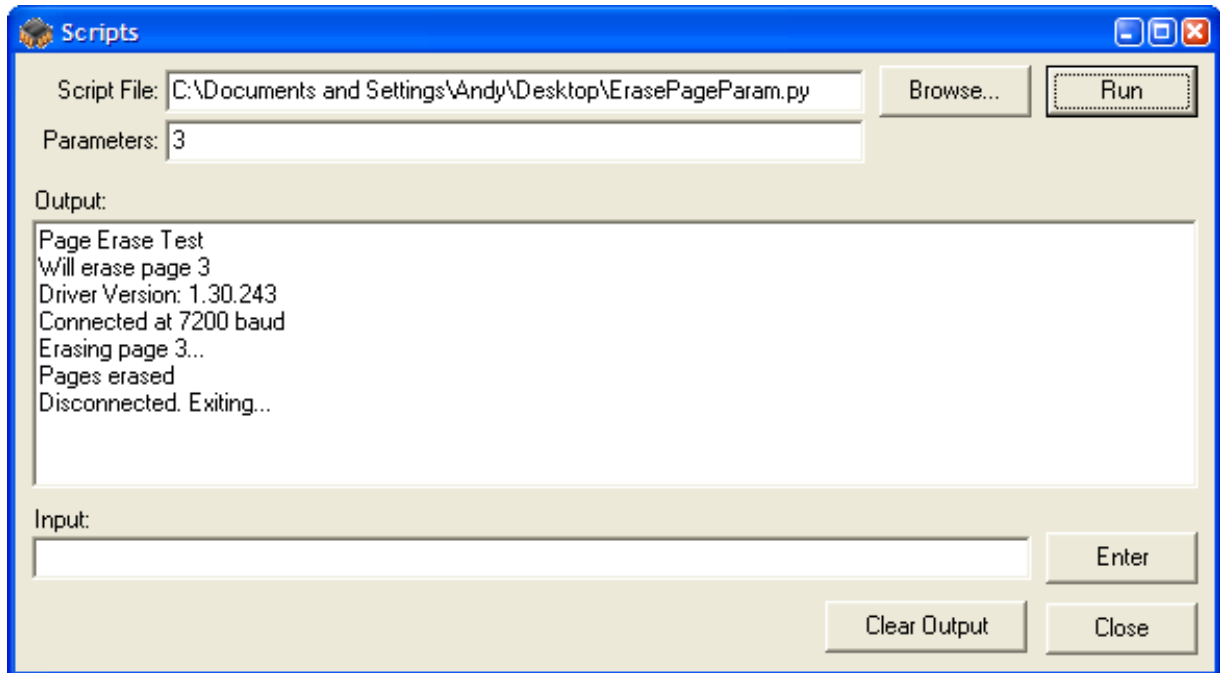 Scripts
Script File: C:\Documents and Settings\Andy\Desktop\ErasePageParam.py Browse... Run
Parameters: 3
Output:
Page Erase Test
Will erase page 3
Driver Version: 1.30.243
Connected at 7200 baud
Erasing page 3...
Pages erased
Disconnected. Exiting...
Input:
Enter
Clear Output Close